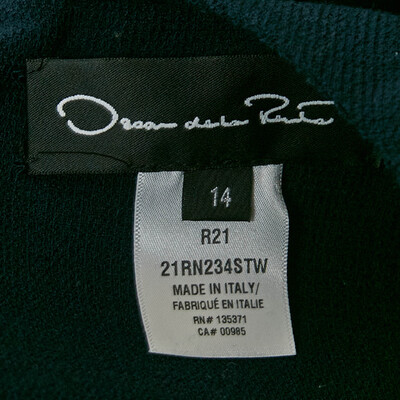 Oscar de la Renta
14
R21
21RN234STW
MADE IN ITALY/
FABRIQUÉ EN ITALIE
RN# 135371
CA# 00985